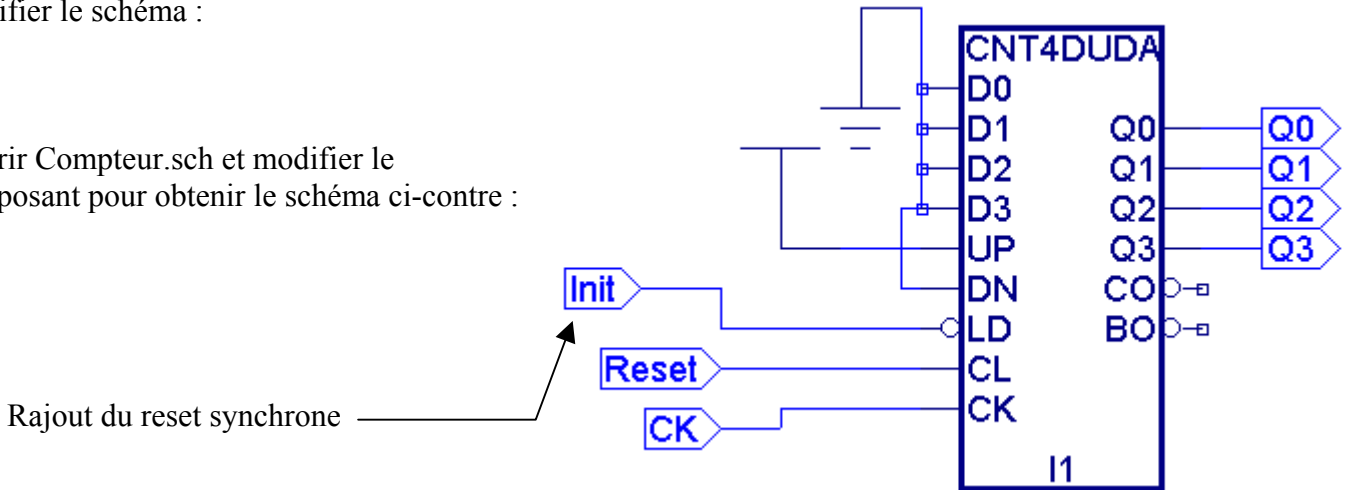 ifier le schéma :
rir Compteur.sch et modifier le
posant pour obtenir le schéma ci-contre :
Rajout du reset synchrone
Init
Reset
CK
CNT4DUDA
D0
D1
D2
D3
UP
DN
LD
CL
CK
Q0
Q1
Q2
Q3
CO
BO
I1
Q0
Q1
Q2
Q3